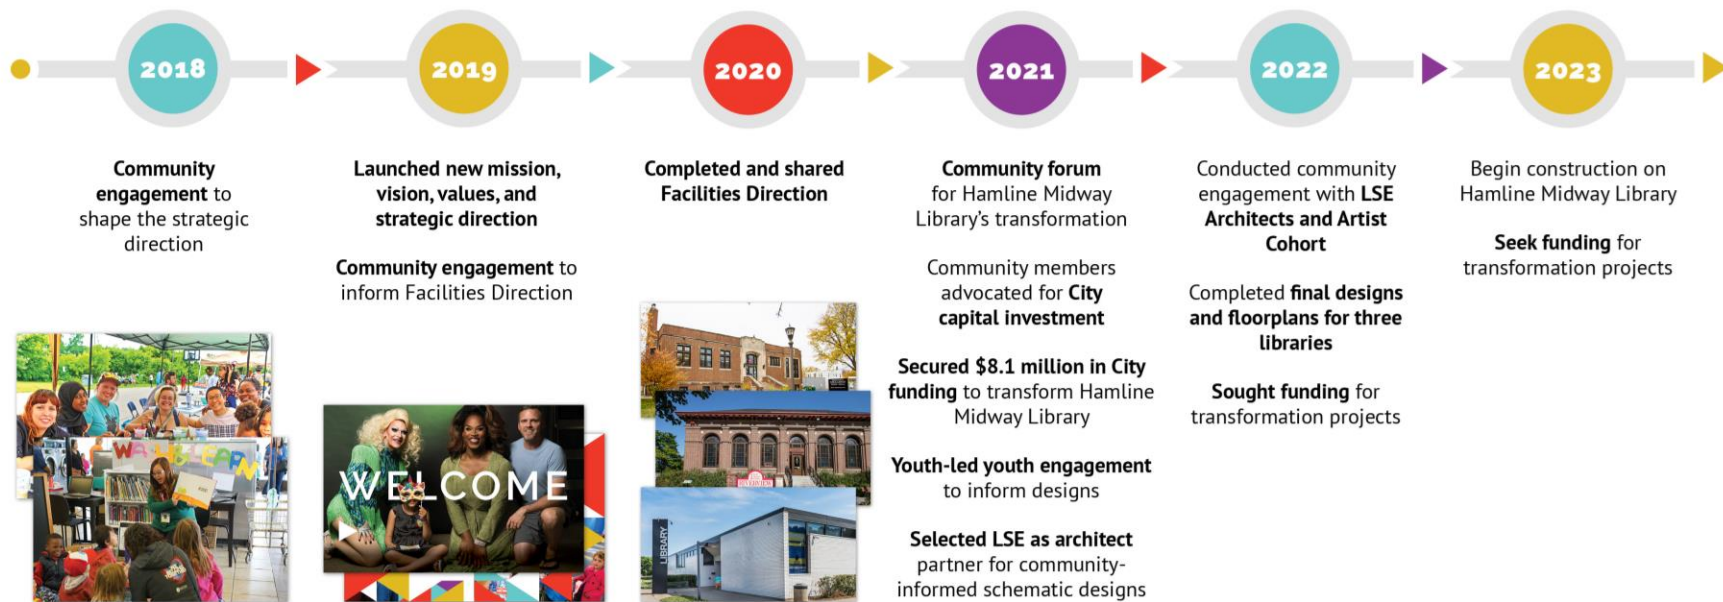 2018
2019
2020
2021
2022
2023
Community
engagement to
shape the strategic
direction
Launched new mission,
vision, values, and
strategic direction
Community engagement to
inform Facilities Direction
Completed and shared
Facilities Direction
Community forum
for Hamline Midway
Library's transformation
Community members
advocated for City
capital investment
Secured $8.1 million in City
funding to transform Hamline
Midway Library
Youth-led youth engagement
to inform designs
Selected LSE as architect
partner for community-
informed schematic designs
Conducted community
engagement with LSE
Architects and Artist
Cohort
Completed final designs
and floorplans for three
libraries
Sought funding for
transformation projects
Begin construction on
Hamline Midway Library
Seek funding for
transformation projects
WASH & LEARN
WELCOME
LIBRARY